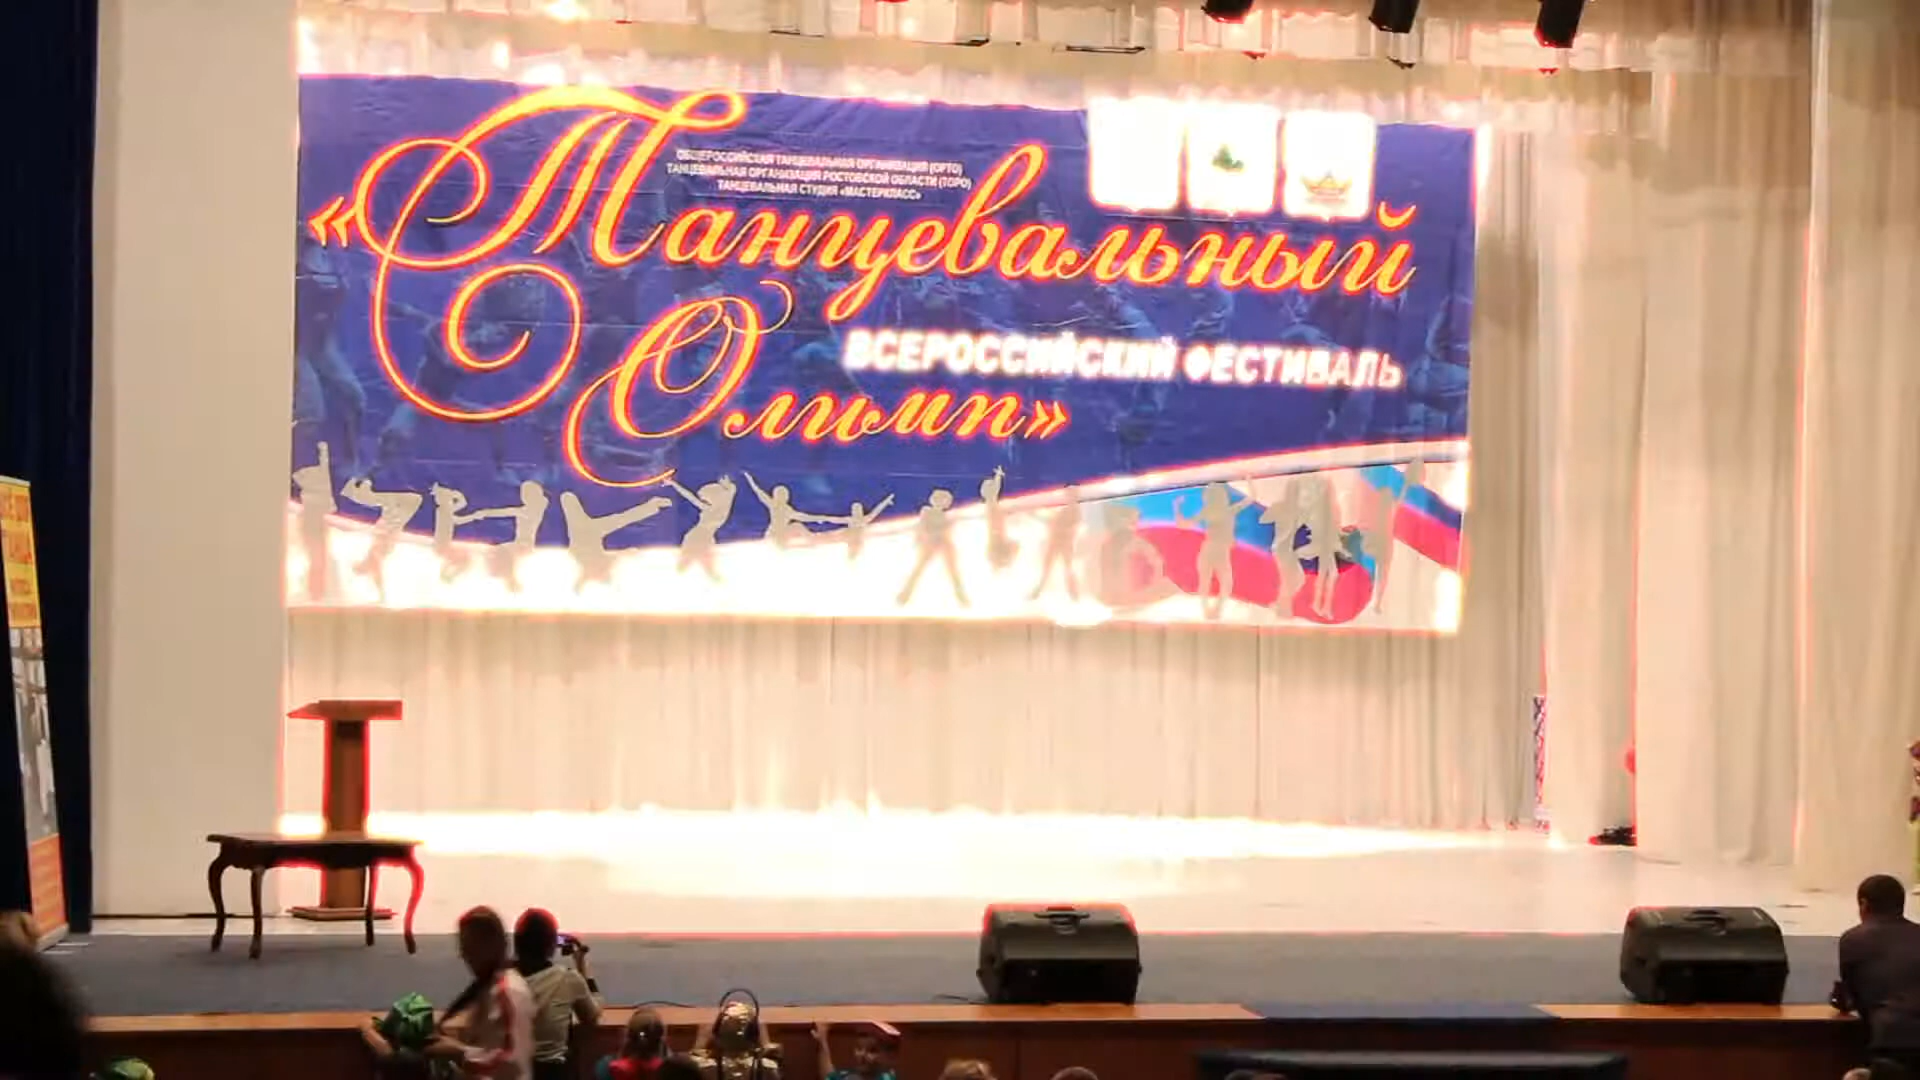 ОБЩЕРОССИЙСКАЯ ТАНЦЕВАЛЬНАЯ ОРГАНИЗАЦИЯ (ОРТО)
ТАНЦЕВАЛЬНАЯ ОРГАНИЗАЦИЯ РОСТОВСКОЙ ОБЛАСТИ (ТОРО)
ТАНЦЕВАЛЬНАЯ СТУДИЯ «МАСТЕРКЛАСС»
«Танцевальный
ВСЕРОССИЙСКИЙ ФЕСТИВАЛЬ
Олимп»